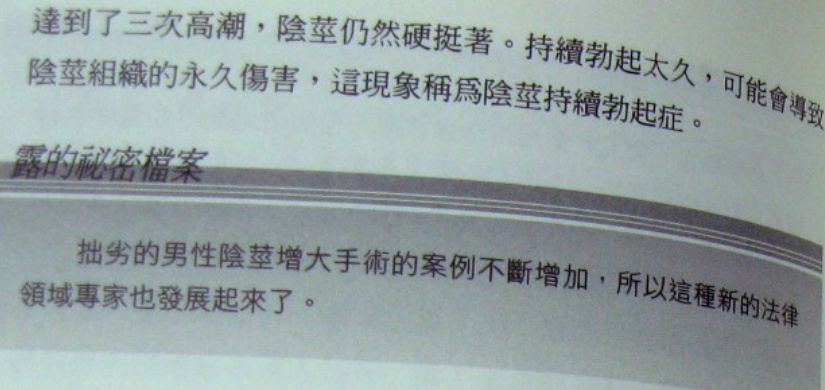 達到了三次高潮，陰莖仍然硬挺著。持續勃起太久，可能會導致
陰莖組織的永久傷害，這現象稱爲陰莖持續勃起症。
露的祕密檔案
拙劣的男性陰莖增大手術的案例不斷增加，所以這種新的法律
領域專家也發展起來了。